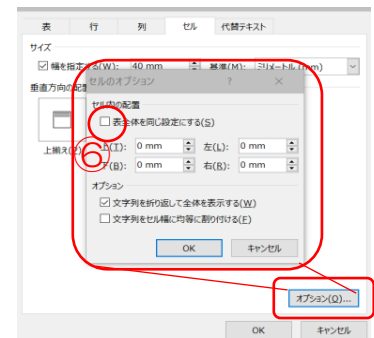 表 行 列 セル 代替テキスト
サイズ
幅を指定する(W): 40 mm 基準(M): ミリメートル (mm)
垂直方向の配置
上揃え(P)
セルのオプション ? ×
セル内の配置
表全体を同じ設定にする(S)
⑥
上(T): 0 mm 左(L): 0 mm
下(B): 0 mm 右(R): 0 mm
オプション
文字列を折り返して全体を表示する(W)
文字列をセル幅に均等に割り付ける(F)
OK キャンセル
オプション(O)...
OK キャンセル